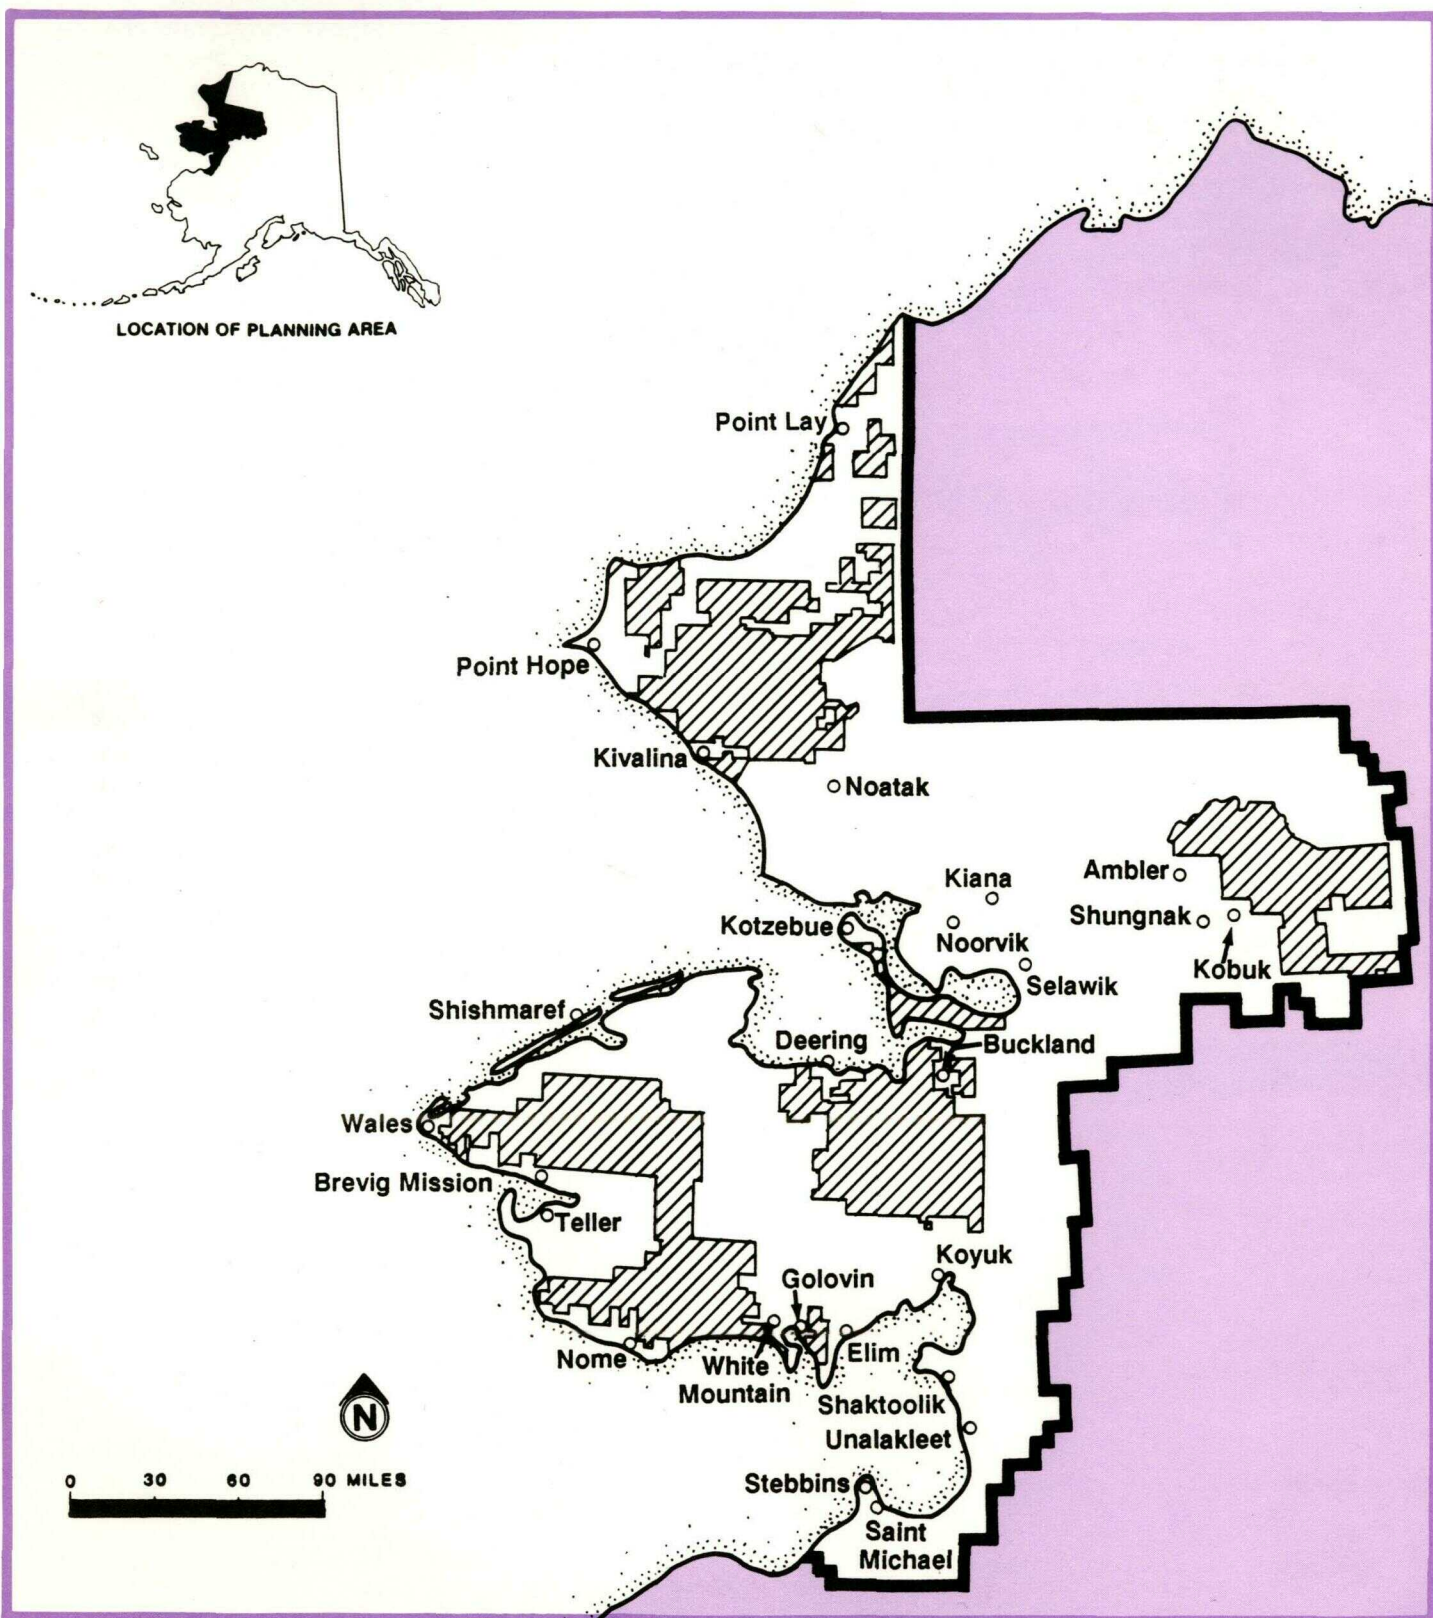 LOCATION OF PLANNING AREA
Point Lay
Point Hope
Kivalina
Noatak
Ambler
Kiana
Shungnak
Kotzebue
Noorvik
Kobuk
Selawik
Shishmaref
Deering
Buckland
Wales
Brevig Mission
Teller
Koyuk
Golovin
Nome
White
Mountain
Elim
Shaktoolik
N
Unalakleet
0 30 60 90 MILES
Stebbins
Saint
Michael